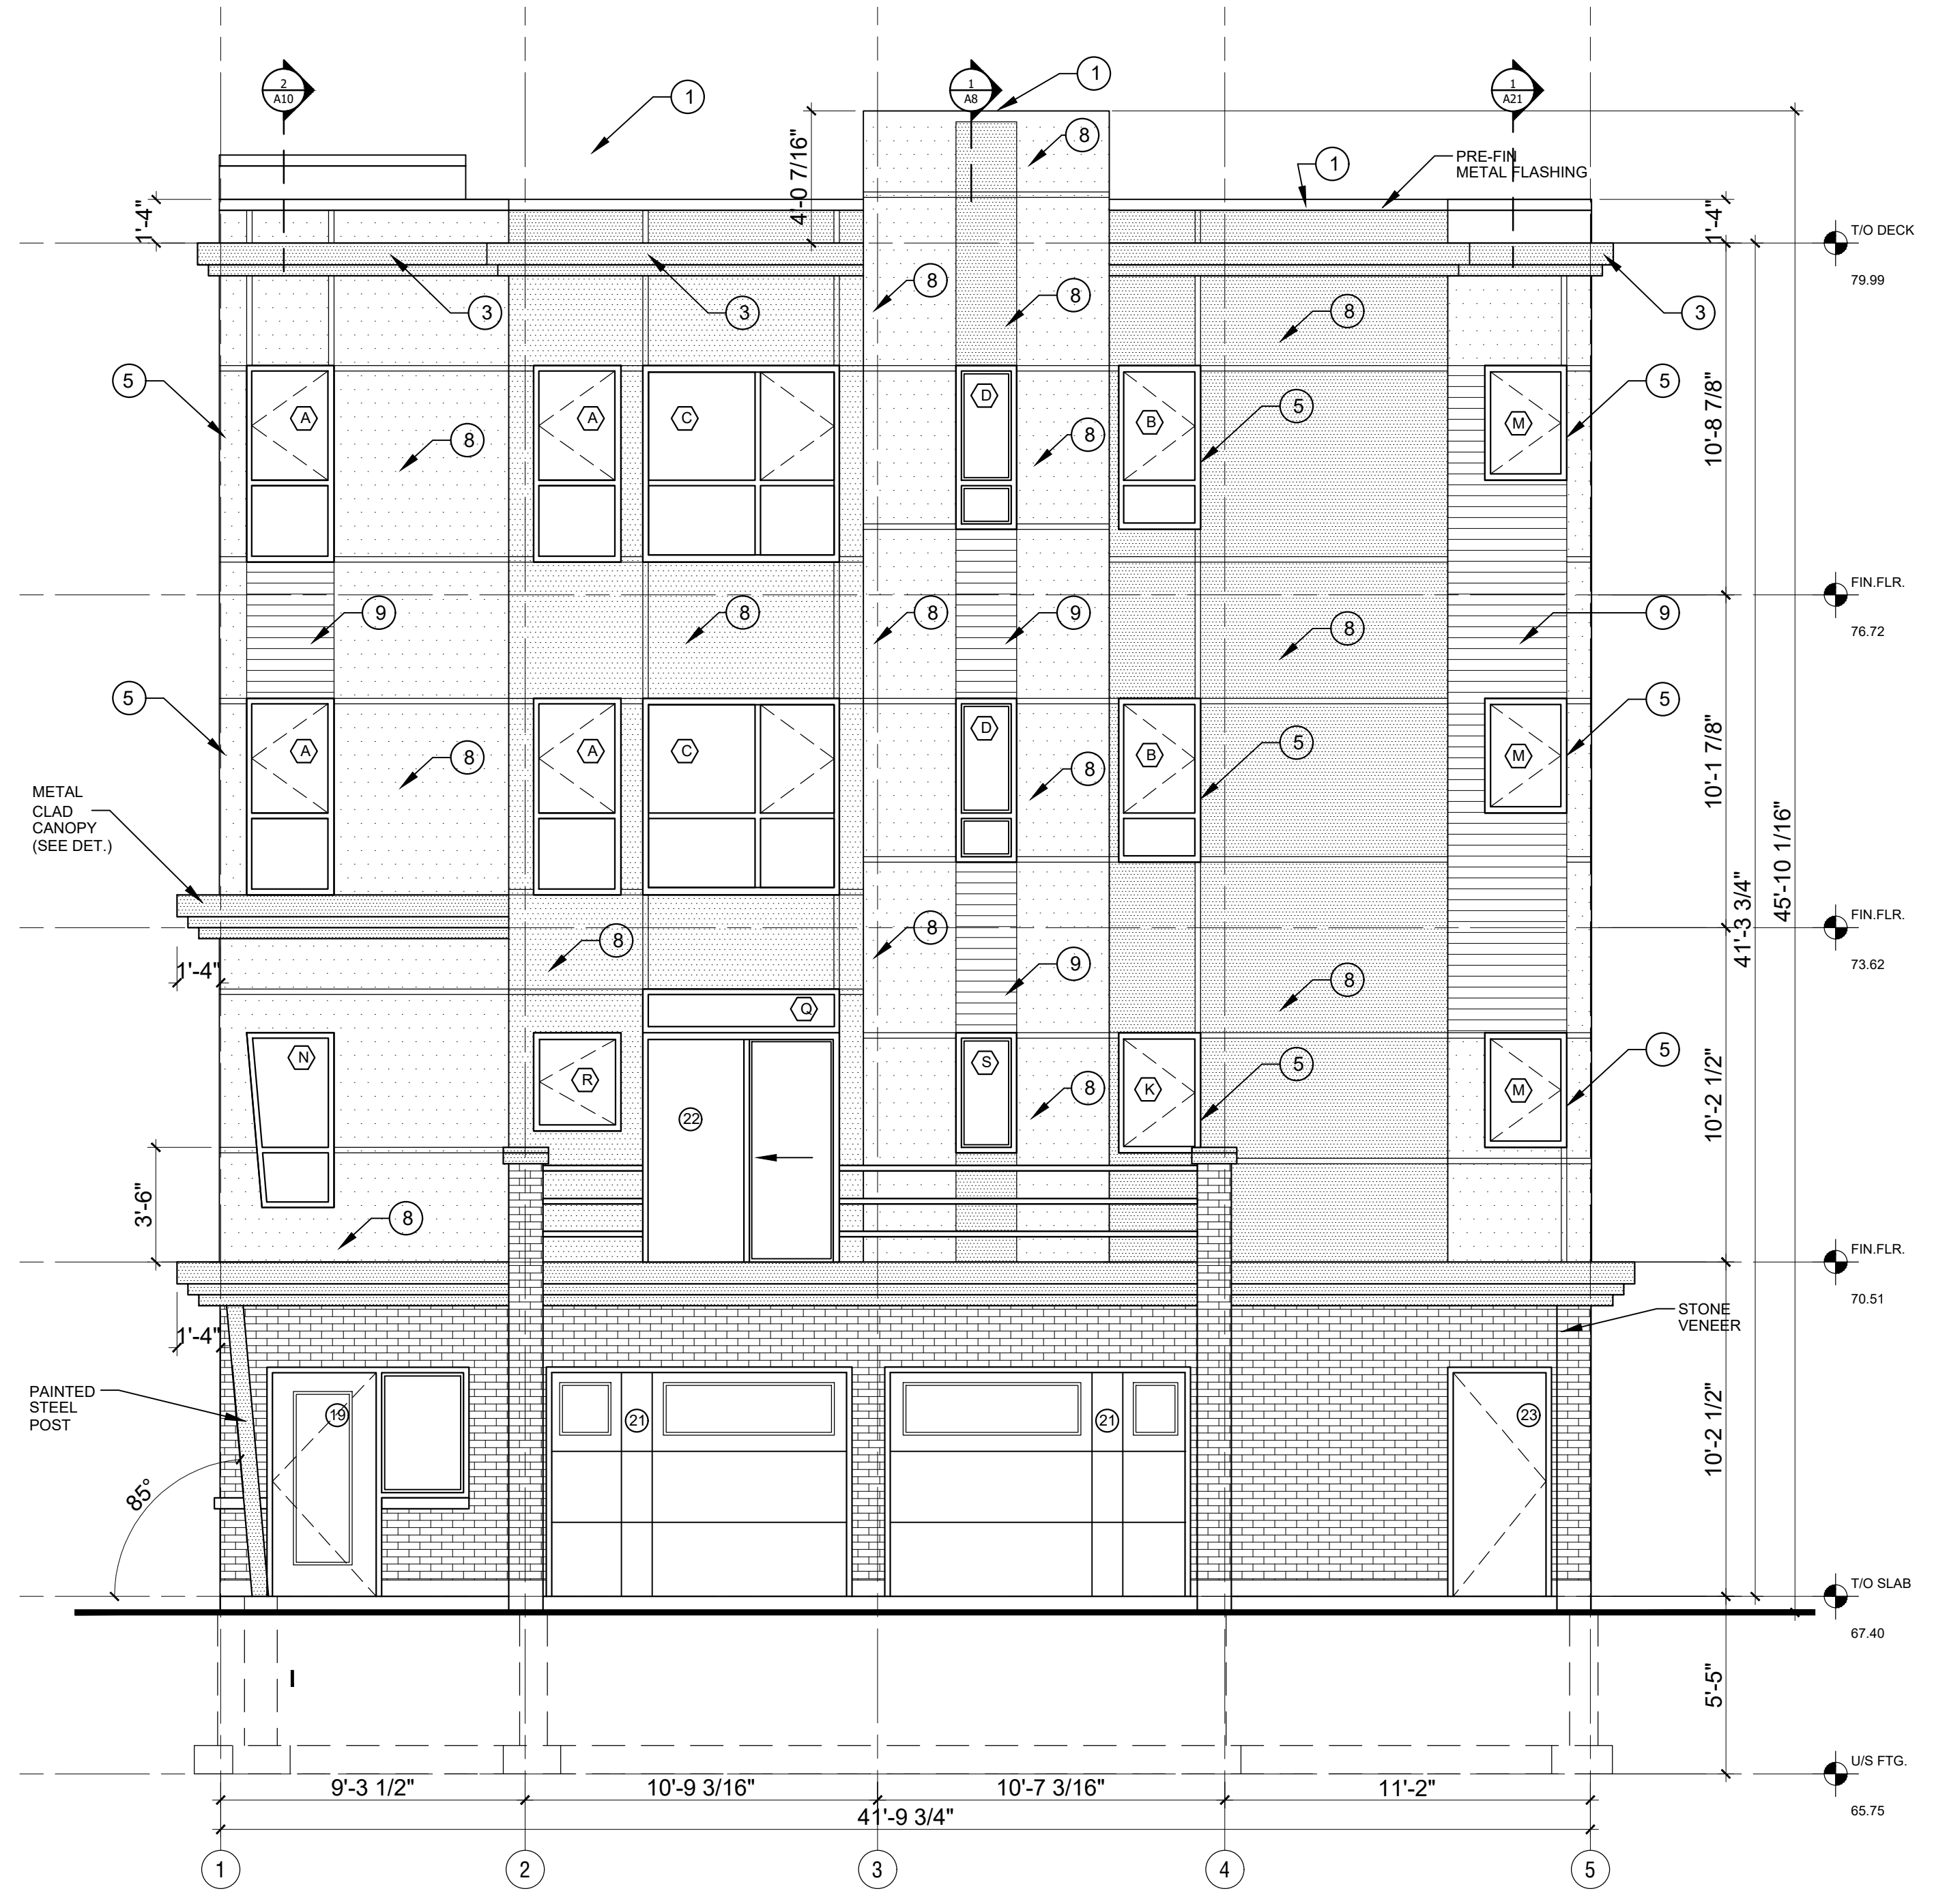 2
A10
1
1
A8
1
1
A21
8
1
PRE-FIN
METAL FLASHING
1'-4"
4'-0 7/16"
1'-4"
T/O DECK
79.99
3
3
8
8
8
3
5
A
8
A
C
D
8
B
5
M
5
10'-8 7/8"
9
8
8
9
8
9
FIN.FLR.
76.72
5
A
8
A
C
D
8
B
5
M
5
10'-1 7/8"
METAL
CLAD
CANOPY
(SEE DET.)
45'-10 1/16"
41'-3 3/4"
FIN.FLR.
73.62
1'-4"
8
8
9
8
Q
N
R
22
S
8
K
5
M
5
10'-2 1/2"
3'-6"
8
FIN.FLR.
70.51
1'-4"
STONE
VENEER
PAINTED
STEEL
POST
19
21
21
23
10'-2 1/2"
85°
T/O SLAB
67.40
5'-5"
U/S FTG.
65.75
9'-3 1/2"
10'-9 3/16"
10'-7 3/16"
11'-2"
41'-9 3/4"
1
2
3
4
5